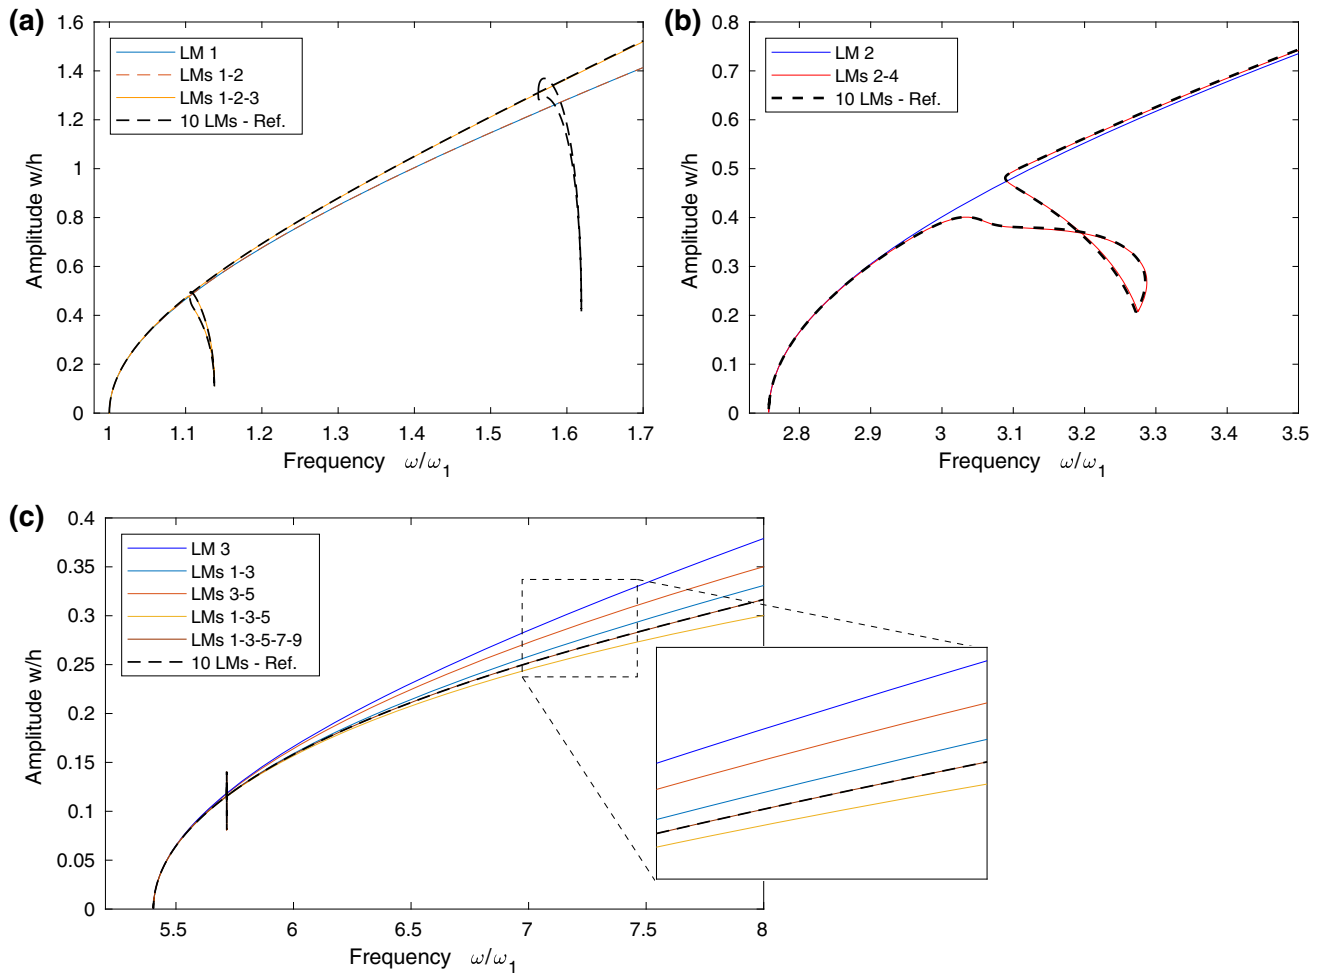 (a)
1.6
1.4
1.2
1
0.8
0.6
0.4
0.2
0
Amplitude w/h
LM 1
LMs 1-2
LMs 1-2-3
10 LMs - Ref.
1 1.1 1.2 1.3 1.4 1.5 1.6 1.7
Frequency ω/ω₁
(b)
0.8
0.7
0.6
0.5
0.4
0.3
0.2
0.1
0
Amplitude w/h
LM 2
LMs 2-4
10 LMs - Ref.
2.8 2.9 3 3.1 3.2 3.3 3.4 3.5
Frequency ω/ω₁
(c)
0.4
0.35
0.3
0.25
0.2
0.15
0.1
0.05
0
Amplitude w/h
LM 3
LMs 1-3
LMs 3-5
LMs 1-3-5
LMs 1-3-5-7-9
10 LMs - Ref.
5.5 6 6.5 7 7.5 8
Frequency ω/ω₁